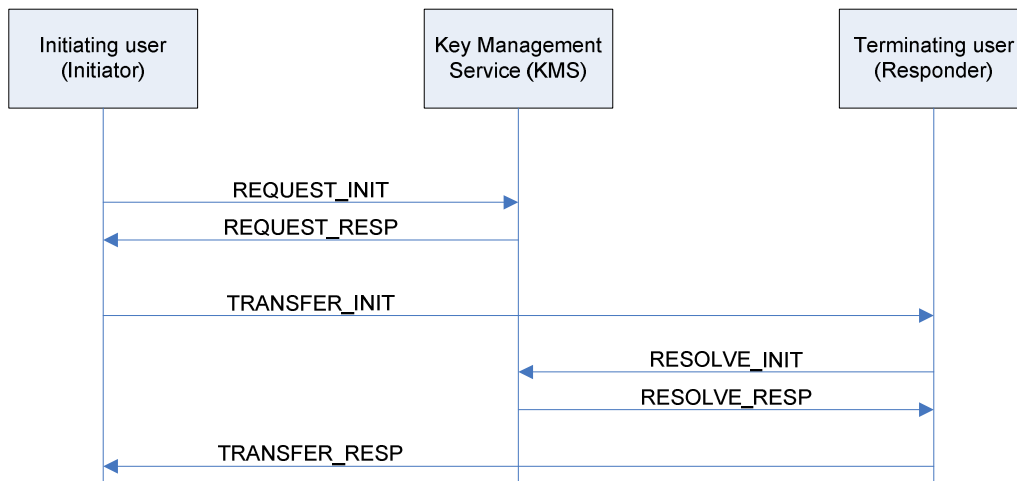 Initiating user
(Initiator)
Key Management
Service (KMS)
Terminating user
(Responder)
REQUEST_INIT
REQUEST_RESP
TRANSFER_INIT
RESOLVE_INIT
RESOLVE_RESP
TRANSFER_RESP